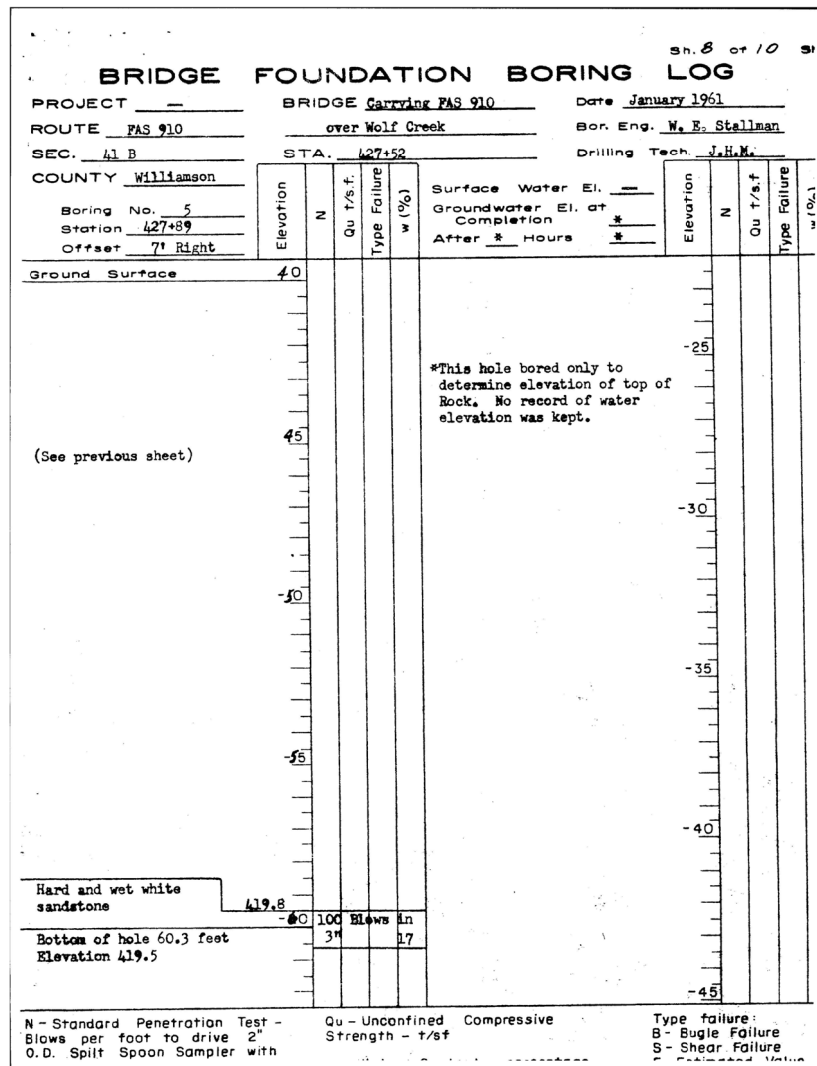 Sh. 8 of 10
BRIDGE FOUNDATION BORING LOG
PROJECT —
BRIDGE Carrying FAS 910
Date January 1961
ROUTE FAS 910
over Wolf Creek
Bor. Eng. W. E. Stallman
SEC. 41 B
STA. 427+52
Drilling Tech. J.H.M.
COUNTY Williamson
Boring No. 5
Station 427+89
Offset 7' Right
Elevation
N
Qu t/s.f.
Type Failure
w (%)
Surface Water El. —
Groundwater El. at
Completion *
After * Hours *
Elevation
N
Qu t/s.f
Type Failure
w (%)
Ground Surface 40
-25
*This hole bored only to
determine elevation of top of
Rock. No record of water
elevation was kept.
45
(See previous sheet)
-30
-50
-35
-55
-40
Hard and wet white
sandstone 419.8
-60 100 Blows in
Bottom of hole 60.3 feet 3" 17
Elevation 419.5
-45
N - Standard Penetration Test -
Blows per foot to drive 2"
O.D. Spilt Spoon Sampler with
Qu - Unconfined Compressive
Strength - t/sf
Type failure:
B - Bugle Failure
S - Shear Failure